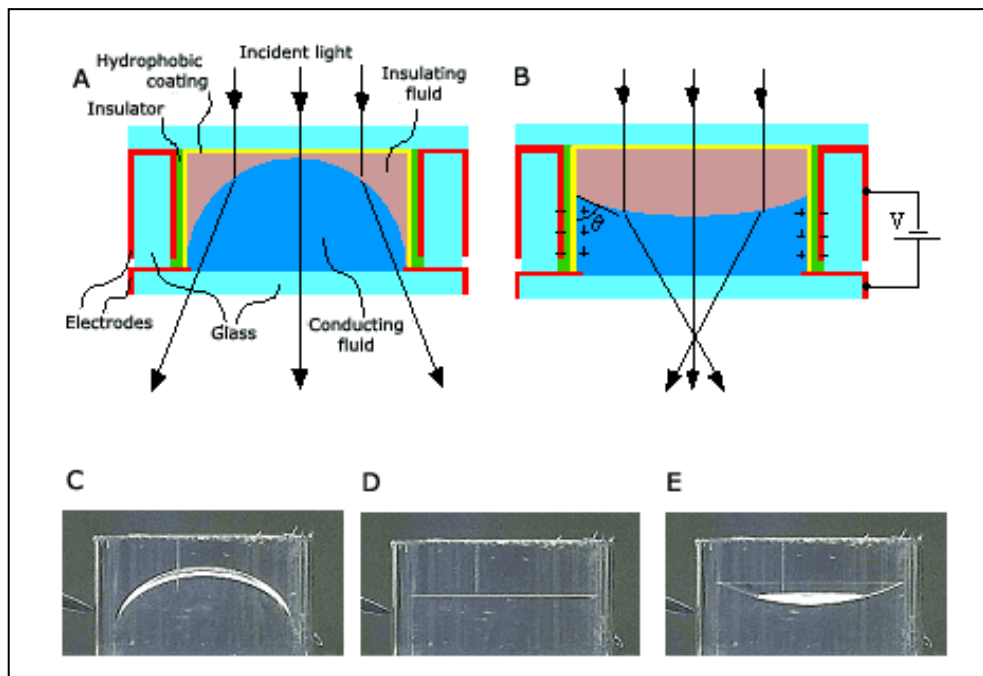 A
Hydrophobic
coating
Insulator
Incident light
Insulating
fluid
Electrodes
Glass
Conducting
fluid
B
θ
+ + +
- - -
+ + +
- - -
V
C
D
E